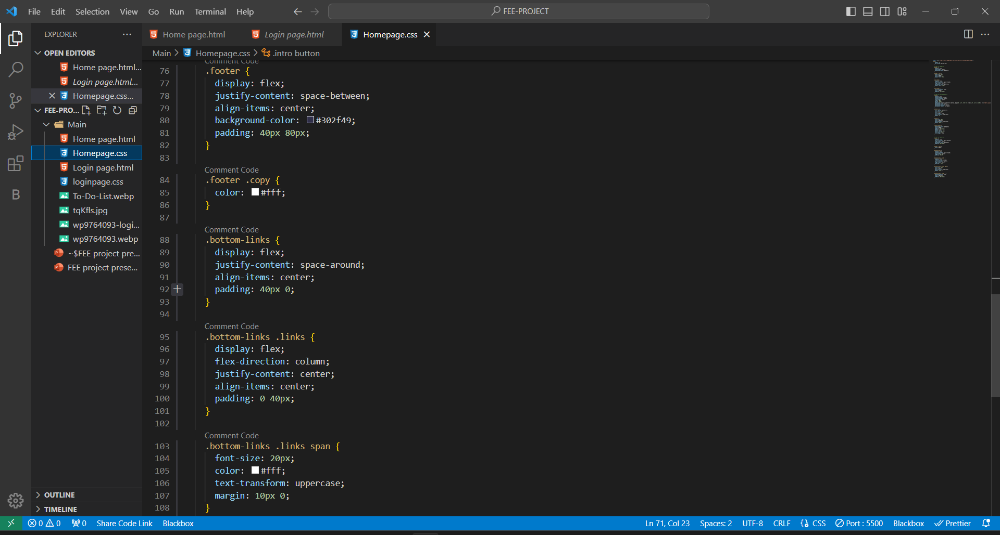 File Edit Selection View Go Run Terminal Help
FEE-PROJECT
EXPLORER
Home page.html
Login page.html
Homepage.css
OPEN EDITORS
Home page.html...
Login page.html...
Homepage.css...
FEE-PRO...
Main
Home page.html
Homepage.css
Login page.html
loginpage.css
To-Do-List.webp
tqKfls.jpg
wp9764093-logi...
wp9764093.webp
~$FEE project pre...
FEE project prese...
OUTLINE
TIMELINE
B
Main > Homepage.css > .intro button
Comment Code
76 .footer {
77 display: flex;
78 justify-content: space-between;
79 align-items: center;
80 background-color: #302f49;
81 padding: 40px 80px;
82 }
83
Comment Code
84 .footer .copy {
85 color: #fff;
86 }
87
Comment Code
88 .bottom-links {
89 display: flex;
90 justify-content: space-around;
91 align-items: center;
92 padding: 40px 0;
93 }
94
Comment Code
95 .bottom-links .links {
96 display: flex;
97 flex-direction: column;
98 justify-content: center;
99 align-items: center;
100 padding: 0 40px;
101 }
102
Comment Code
103 .bottom-links .links span {
104 font-size: 20px;
105 color: #fff;
106 text-transform: uppercase;
107 margin: 10px 0;
108 }
0 0 0 Share Code Link Blackbox Ln 71, Col 23 Spaces: 2 UTF-8 CRLF {} CSS Port : 5500 Blackbox Prettier